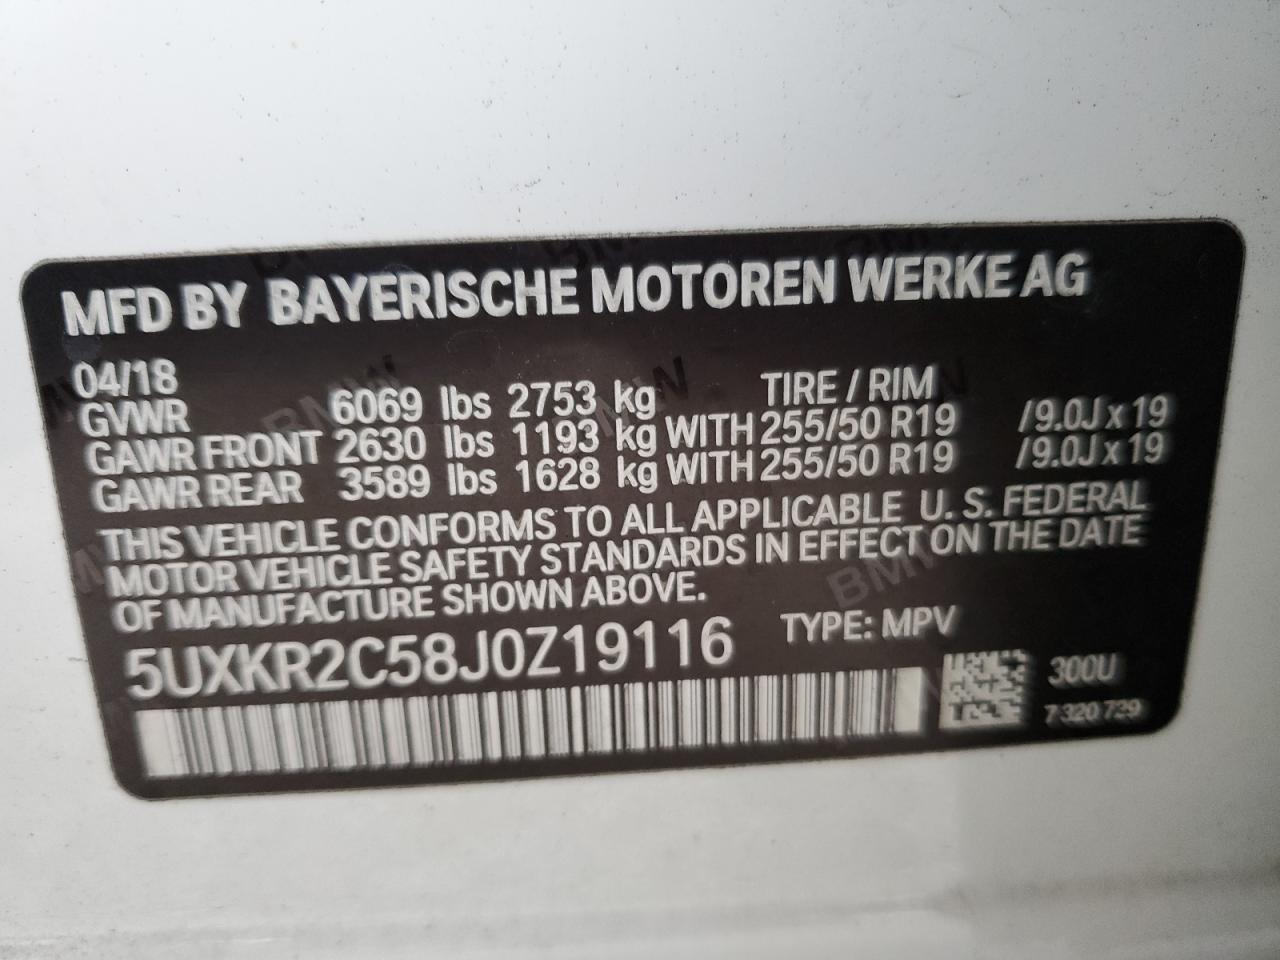 MFD BY BAYERISCHE MOTOREN WERKE AG
04/18 TIRE / RIM
GVWR 6069 lbs 2753 kg
GAWR FRONT 2630 lbs 1193 kg WITH 255/50 R19 /9.0J x 19
GAWR REAR 3589 lbs 1628 kg WITH 255/50 R19 /9.0J x 19
THIS VEHICLE CONFORMS TO ALL APPLICABLE U. S. FEDERAL
MOTOR VEHICLE SAFETY STANDARDS IN EFFECT ON THE DATE
OF MANUFACTURE SHOWN ABOVE.
5UXKR2C58J0Z19116 TYPE: MPV
300U
7 320 729